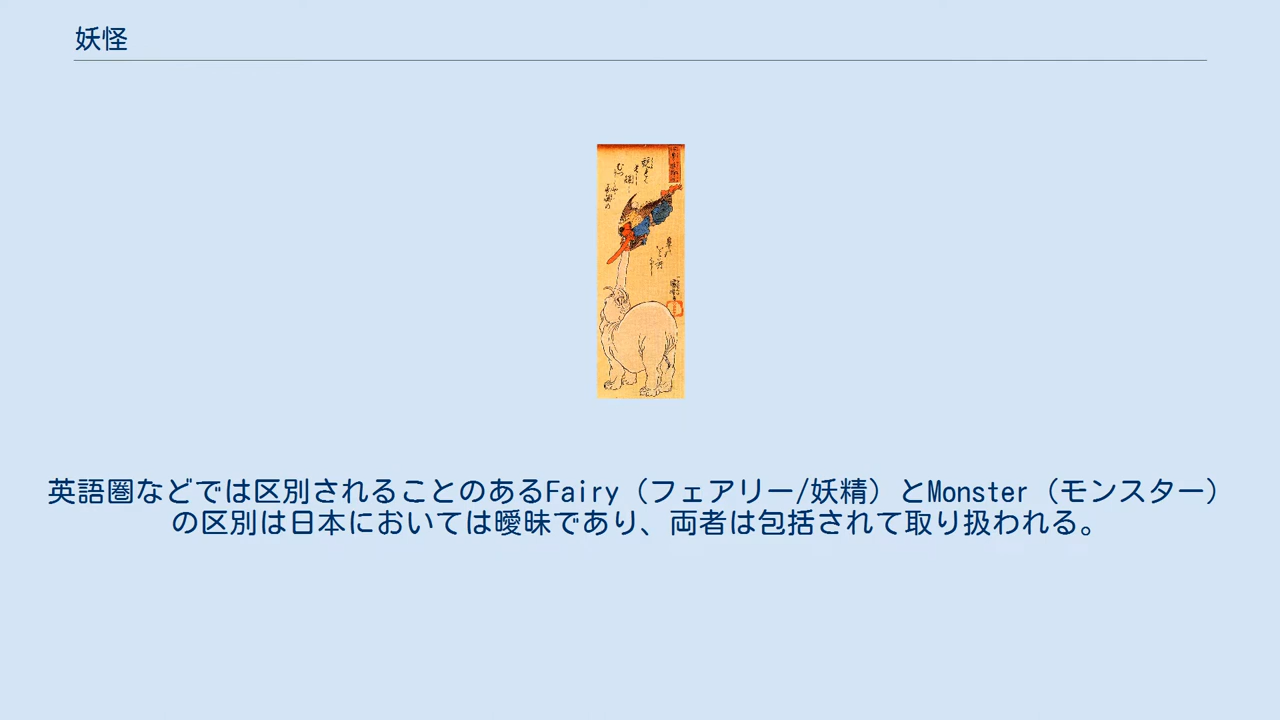 妖怪
英語圏などでは区別されることのあるFairy（フェアリー/妖精）とMonster（モンスター）
の区別は日本においては曖昧であり、両者は包括されて取り扱われる。